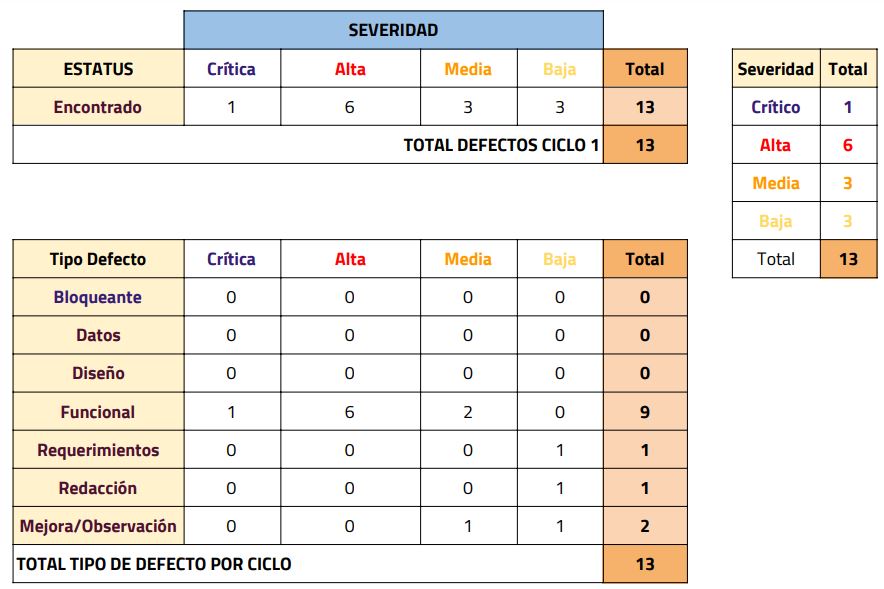 SEVERIDAD
ESTATUS Crítica Alta Media Baja Total
Encontrado 1 6 3 3 13
TOTAL DEFECTOS CICLO 1 13
Severidad Total
Crítico 1
Alta 6
Media 3
Baja 3
Total 13
Tipo Defecto Crítica Alta Media Baja Total
Bloqueante 0 0 0 0 0
Datos 0 0 0 0 0
Diseño 0 0 0 0 0
Funcional 1 6 2 0 9
Requerimientos 0 0 0 1 1
Redacción 0 0 0 1 1
Mejora/Observación 0 0 1 1 2
TOTAL TIPO DE DEFECTO POR CICLO 13